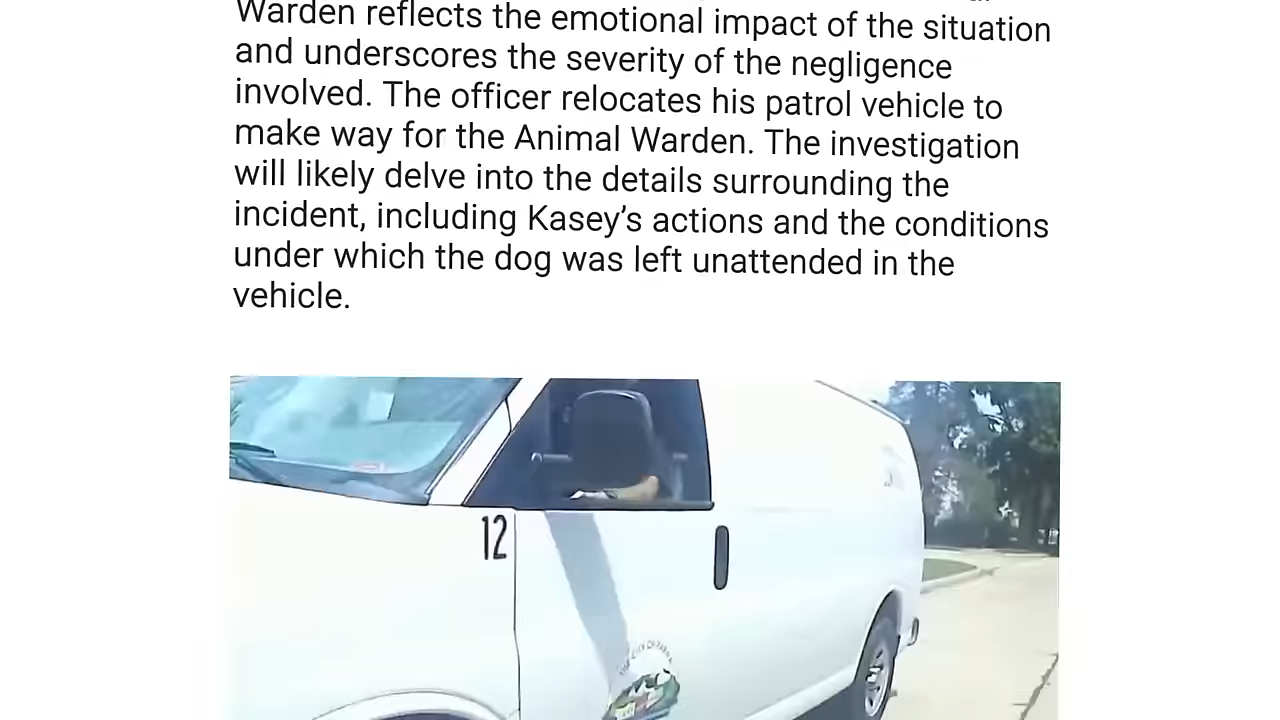 Warden reflects the emotional impact of the situation
and underscores the severity of the negligence
involved. The officer relocates his patrol vehicle to
make way for the Animal Warden. The investigation
will likely delve into the details surrounding the
incident, including Kasey’s actions and the conditions
under which the dog was left unattended in the
vehicle.
12